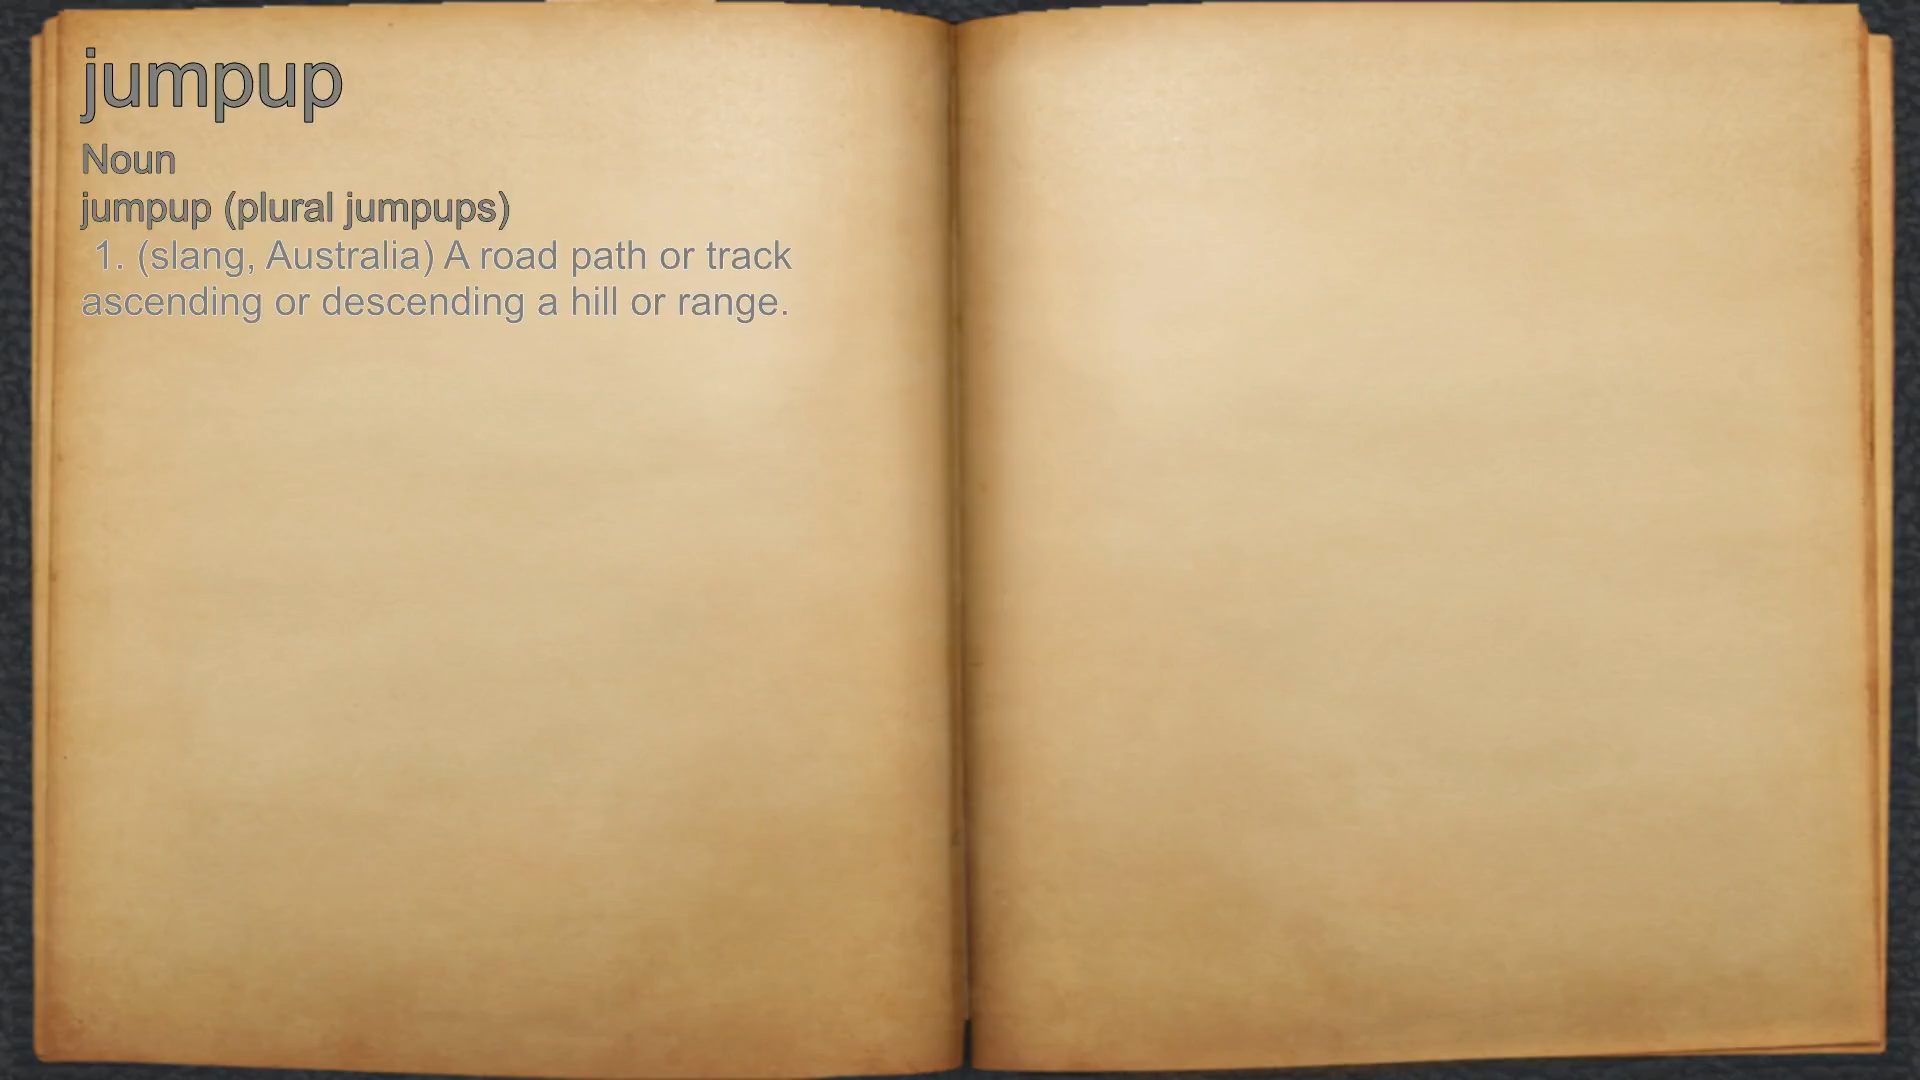 jumpup
Noun
jumpup (plural jumpups)
1. (slang, Australia) A road path or track
ascending or descending a hill or range.